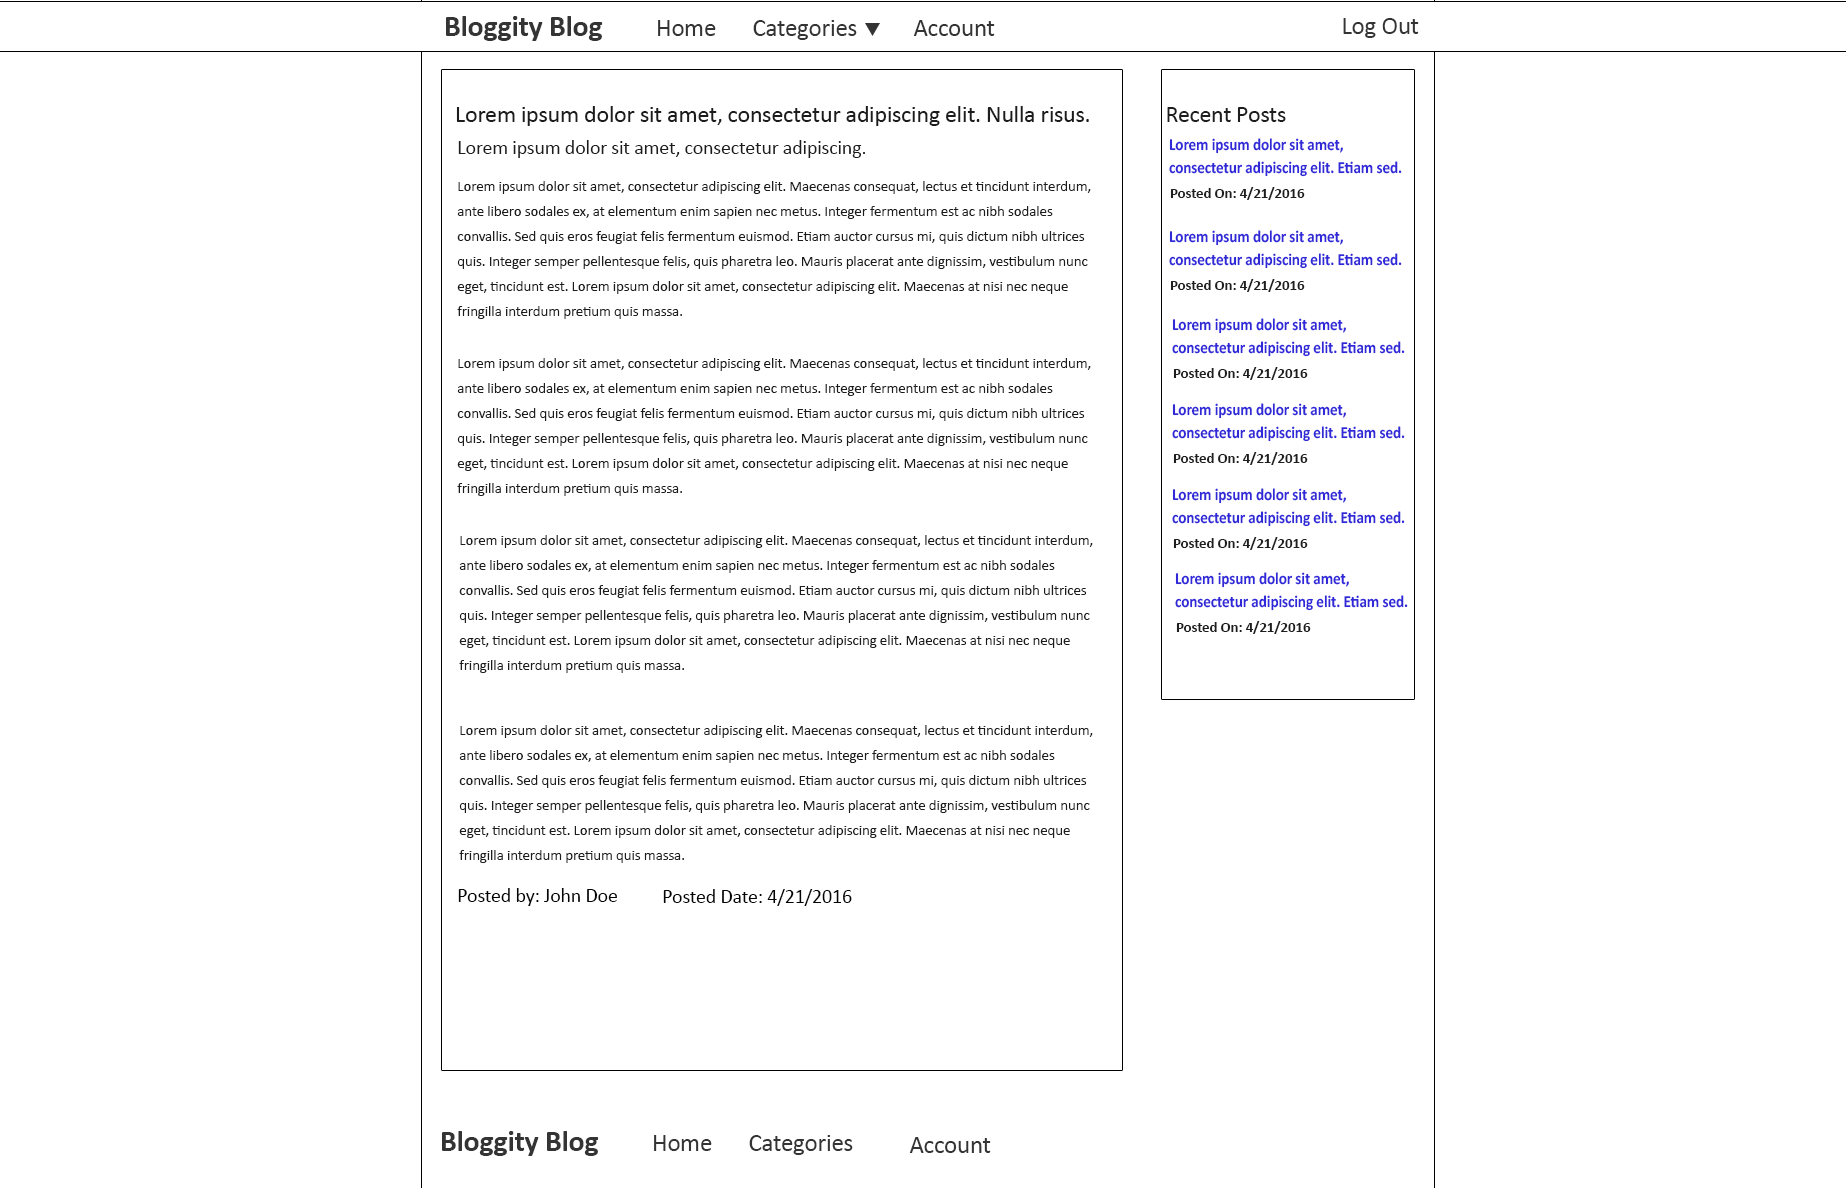 Bloggity Blog Home Categories ▼ Account Log Out
Lorem ipsum dolor sit amet, consectetur adipiscing elit. Nulla risus.
Lorem ipsum dolor sit amet, consectetur adipiscing.
Lorem ipsum dolor sit amet, consectetur adipiscing elit. Maecenas consequat, lectus et tincidunt interdum,
ante libero sodales ex, at elementum enim sapien nec metus. Integer fermentum est ac nibh sodales
convallis. Sed quis eros feugiat felis fermentum euismod. Etiam auctor cursus mi, quis dictum nibh ultrices
quis. Integer semper pellentesque felis, quis pharetra leo. Mauris placerat ante dignissim, vestibulum nunc
eget, tincidunt est. Lorem ipsum dolor sit amet, consectetur adipiscing elit. Maecenas at nisi nec neque
fringilla interdum pretium quis massa.
Lorem ipsum dolor sit amet, consectetur adipiscing elit. Maecenas consequat, lectus et tincidunt interdum,
ante libero sodales ex, at elementum enim sapien nec metus. Integer fermentum est ac nibh sodales
convallis. Sed quis eros feugiat felis fermentum euismod. Etiam auctor cursus mi, quis dictum nibh ultrices
quis. Integer semper pellentesque felis, quis pharetra leo. Mauris placerat ante dignissim, vestibulum nunc
eget, tincidunt est. Lorem ipsum dolor sit amet, consectetur adipiscing elit. Maecenas at nisi nec neque
fringilla interdum pretium quis massa.
Lorem ipsum dolor sit amet, consectetur adipiscing elit. Maecenas consequat, lectus et tincidunt interdum,
ante libero sodales ex, at elementum enim sapien nec metus. Integer fermentum est ac nibh sodales
convallis. Sed quis eros feugiat felis fermentum euismod. Etiam auctor cursus mi, quis dictum nibh ultrices
quis. Integer semper pellentesque felis, quis pharetra leo. Mauris placerat ante dignissim, vestibulum nunc
eget, tincidunt est. Lorem ipsum dolor sit amet, consectetur adipiscing elit. Maecenas at nisi nec neque
fringilla interdum pretium quis massa.
Lorem ipsum dolor sit amet, consectetur adipiscing elit. Maecenas consequat, lectus et tincidunt interdum,
ante libero sodales ex, at elementum enim sapien nec metus. Integer fermentum est ac nibh sodales
convallis. Sed quis eros feugiat felis fermentum euismod. Etiam auctor cursus mi, quis dictum nibh ultrices
quis. Integer semper pellentesque felis, quis pharetra leo. Mauris placerat ante dignissim, vestibulum nunc
eget, tincidunt est. Lorem ipsum dolor sit amet, consectetur adipiscing elit. Maecenas at nisi nec neque
fringilla interdum pretium quis massa.
Posted by: John Doe Posted Date: 4/21/2016
Recent Posts
Lorem ipsum dolor sit amet,
consectetur adipiscing elit. Etiam sed.
Posted On: 4/21/2016
Lorem ipsum dolor sit amet,
consectetur adipiscing elit. Etiam sed.
Posted On: 4/21/2016
Lorem ipsum dolor sit amet,
consectetur adipiscing elit. Etiam sed.
Posted On: 4/21/2016
Lorem ipsum dolor sit amet,
consectetur adipiscing elit. Etiam sed.
Posted On: 4/21/2016
Lorem ipsum dolor sit amet,
consectetur adipiscing elit. Etiam sed.
Posted On: 4/21/2016
Lorem ipsum dolor sit amet,
consectetur adipiscing elit. Etiam sed.
Posted On: 4/21/2016
Bloggity Blog Home Categories Account